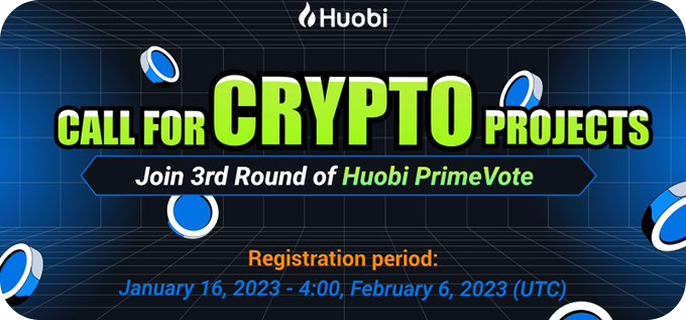 Huobi
CALL FOR CRYPTO PROJECTS
Join 3rd Round of Huobi PrimeVote
Registration period:
January 16, 2023 - 4:00, February 6, 2023 (UTC)